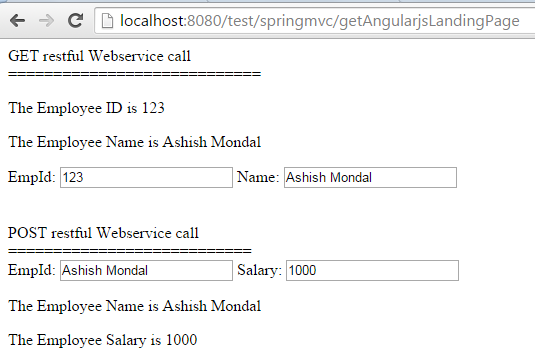 localhost:8080/test/springmvc/getAngularjsLandingPage
GET restful Webservice call
============================
The Employee ID is 123
The Employee Name is Ashish Mondal
EmpId: 123 Name: Ashish Mondal
POST restful Webservice call
===========================
EmpId: Ashish Mondal Salary: 1000
The Employee Name is Ashish Mondal
The Employee Salary is 1000